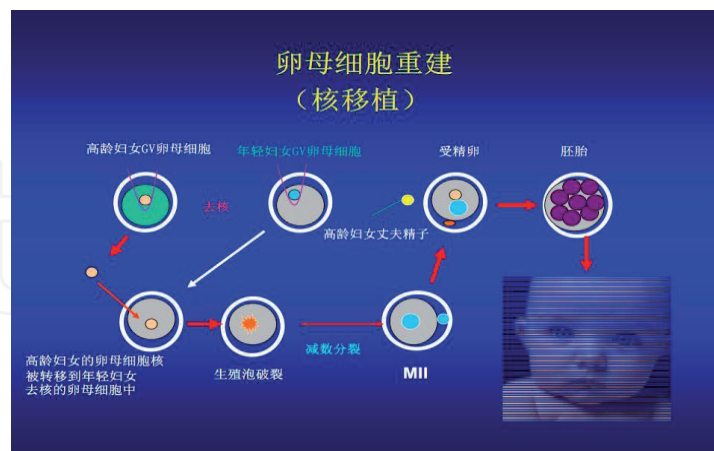 卵母细胞重建
（核移植）
高龄妇女GV卵母细胞
年轻妇女GV卵母细胞
受精卵
胚胎
去核
高龄妇女丈夫精子
高龄妇女的卵母细胞核
被转移到年轻妇女
去核的卵母细胞中
生殖泡破裂
减数分裂
MII